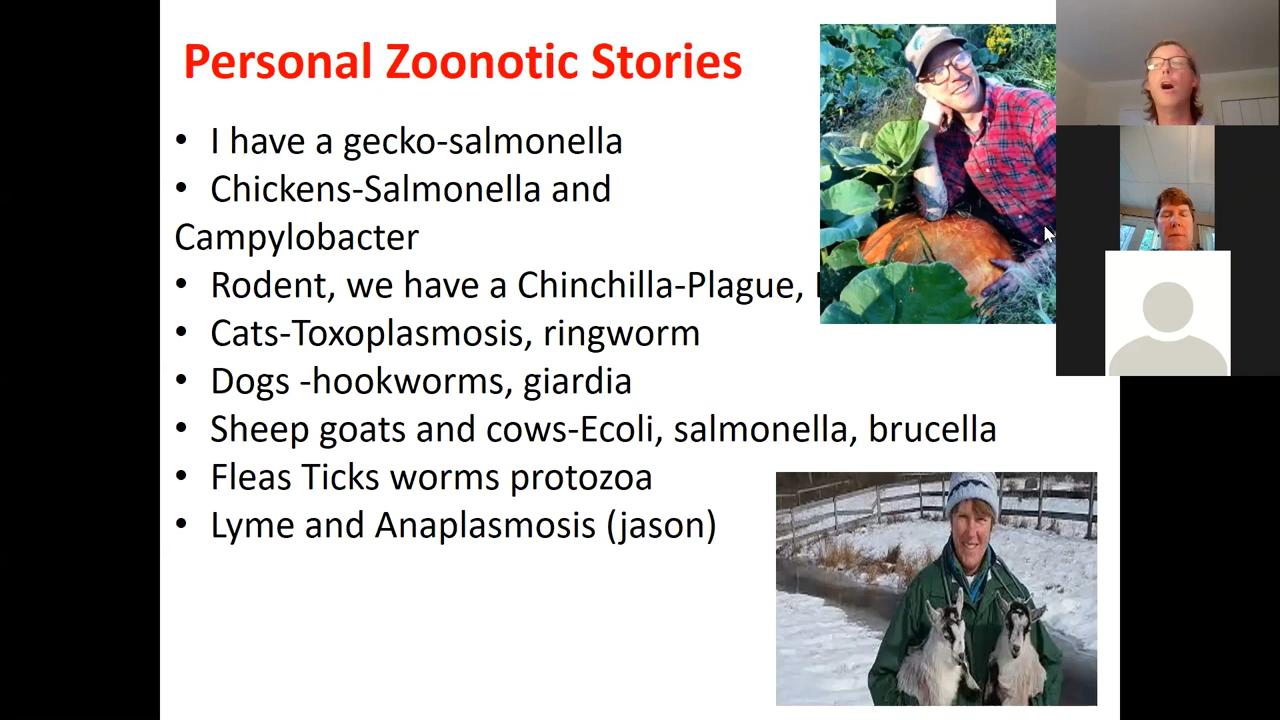 Personal Zoonotic Stories
• I have a gecko-salmonella
• Chickens-Salmonella and
Campylobacter
• Rodent, we have a Chinchilla-Plague,
• Cats-Toxoplasmosis, ringworm
• Dogs -hookworms, giardia
• Sheep goats and cows-Ecoli, salmonella, brucella
• Fleas Ticks worms protozoa
• Lyme and Anaplasmosis (jason)